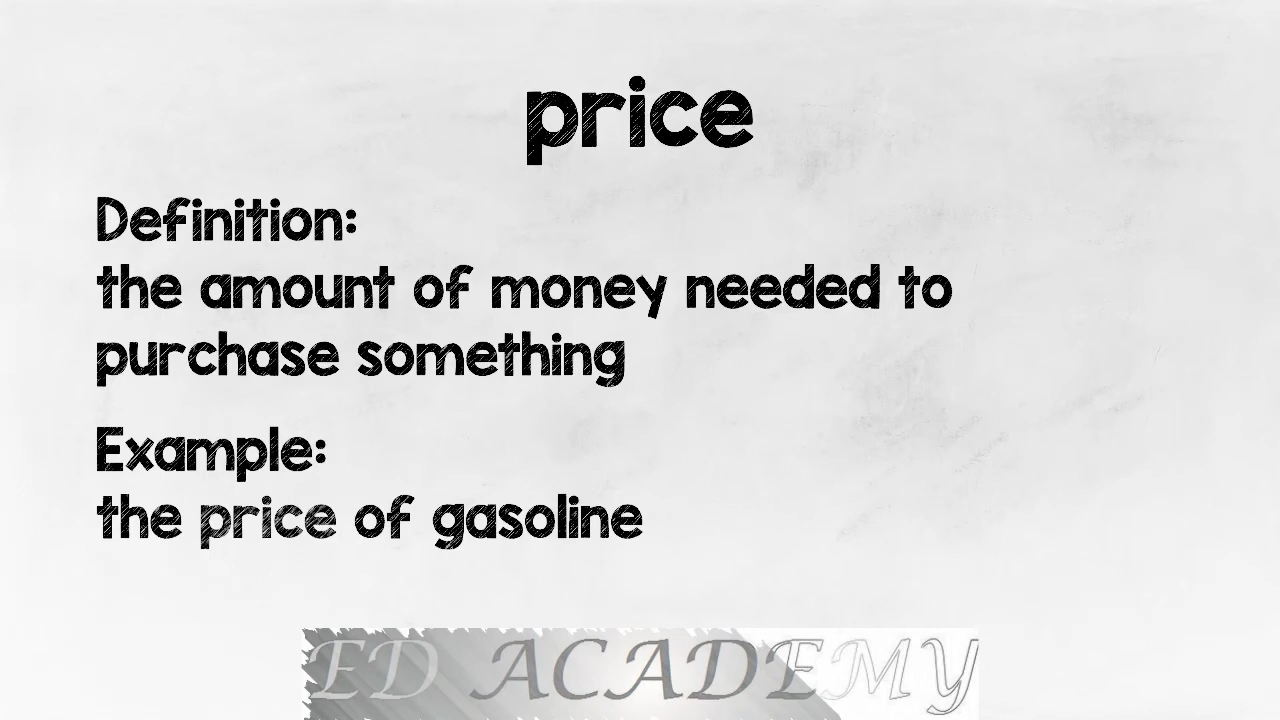 price
Definition:
the amount of money needed to
purchase something
Example:
the price of gasoline
ED ACADEMY